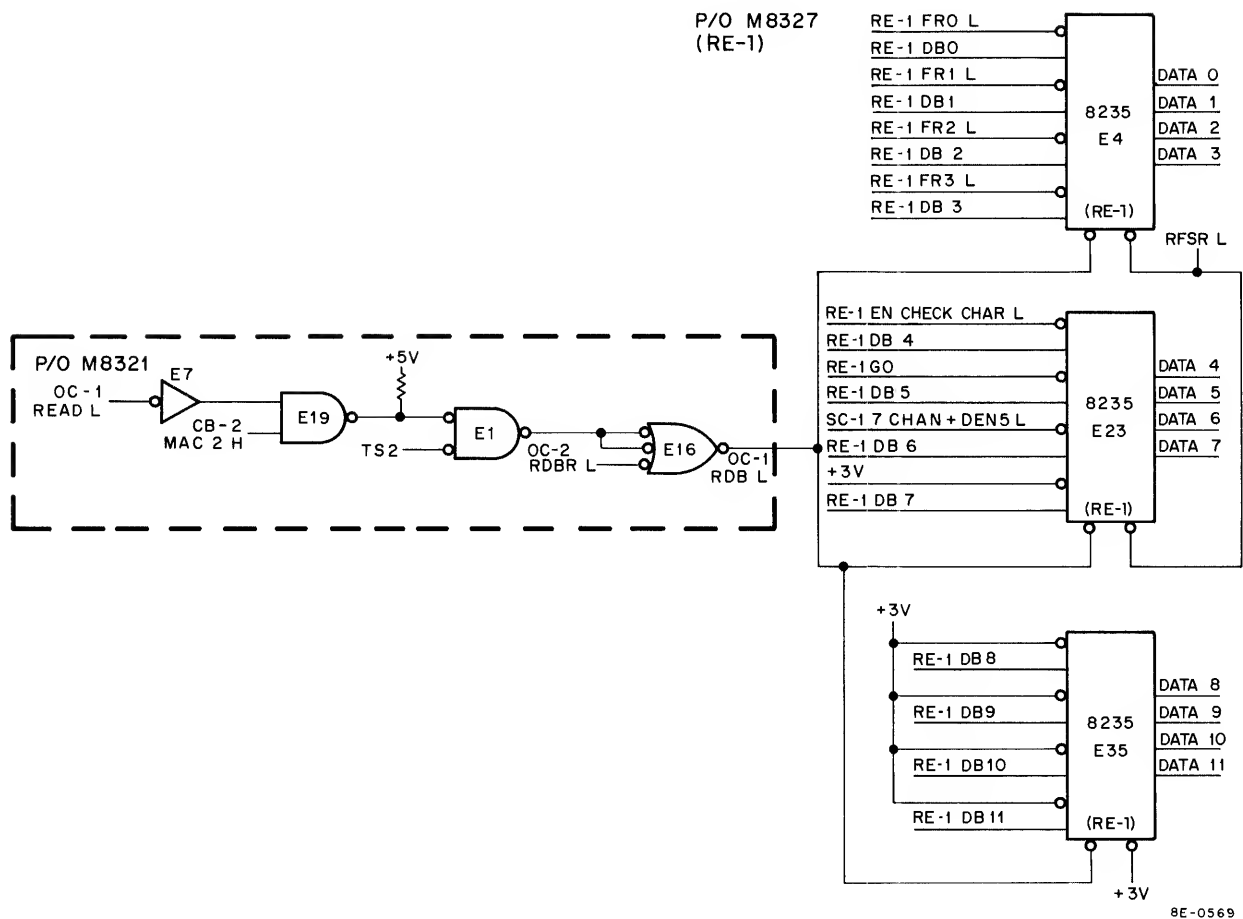 P/O M8327
(RE-1)
RE-1 FR0 L
RE-1 DB0
RE-1 FR1 L
RE-1 DB1
RE-1 FR2 L
RE-1 DB 2
RE-1 FR3 L
RE-1 DB 3
8235
E4
(RE-1)
DATA 0
DATA 1
DATA 2
DATA 3
RFSR L
P/O M8321
E7
OC-1
READ L
CB-2
MAC 2 H
E19
+5V
TS2
E1
OC-2
RDBR L
E16
OC-1
RDB L
RE-1 EN CHECK CHAR L
RE-1 DB 4
RE-1 GO
RE-1 DB 5
SC-1 7 CHAN + DEN 5 L
RE-1 DB 6
+3V
RE-1 DB 7
8235
E23
(RE-1)
DATA 4
DATA 5
DATA 6
DATA 7
+3V
RE-1 DB 8
RE-1 DB9
RE-1 DB10
RE-1 DB11
8235
E35
(RE-1)
DATA 8
DATA 9
DATA 10
DATA 11
+3V
8E-0569